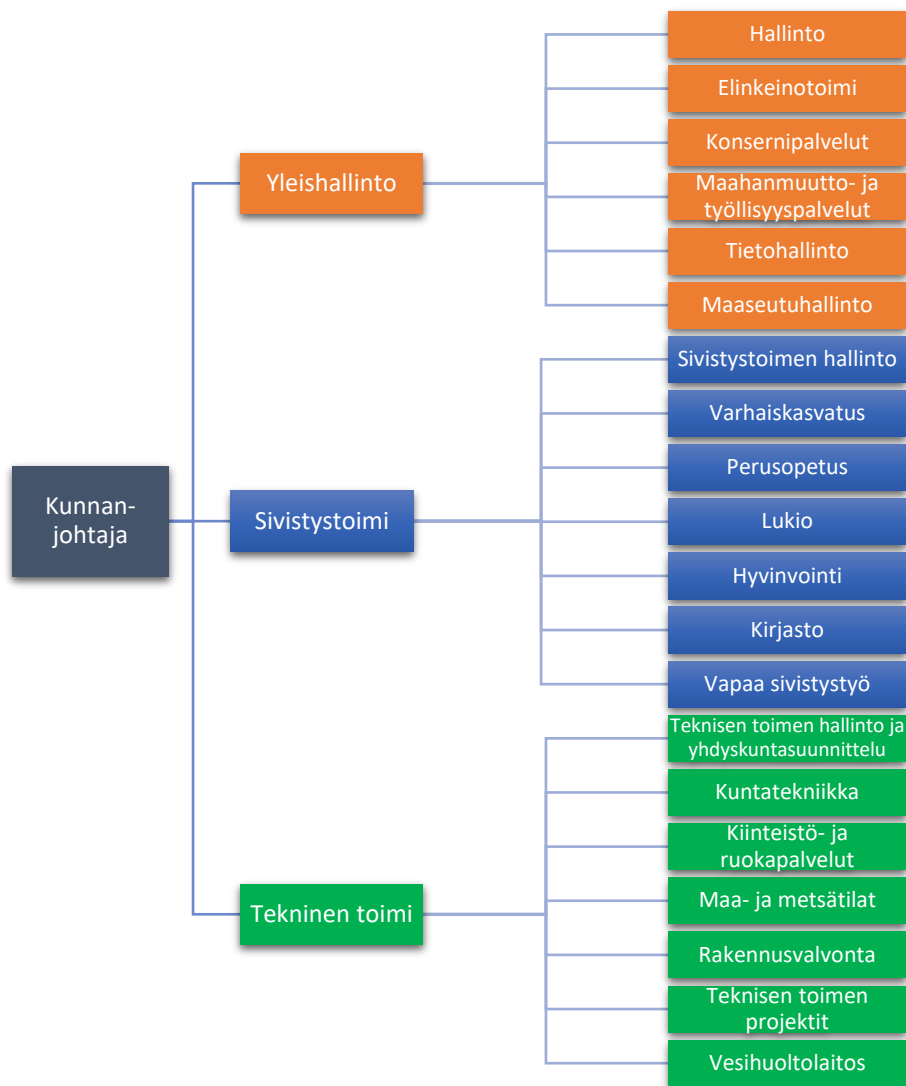 Hallinto
Elinkeinotoimi
Konsernipalvelut
Yleishallinto
Maahanmuutto- ja
työllisyyspalvelut
Tietohallinto
Maaseutuhallinto
Sivistystoimen hallinto
Varhaiskasvatus
Perusopetus
Kunnan-
johtaja
Sivistystoimi
Lukio
Hyvinvointi
Kirjasto
Vapaa sivistystyö
Teknisen toimen hallinto ja
yhdyskuntasuunnittelu
Kuntatekniikka
Kiinteistö- ja
ruokapalvelut
Tekninen toimi
Maa- ja metsätilat
Rakennusvalvonta
Teknisen toimen
projektit
Vesihuoltolaitos